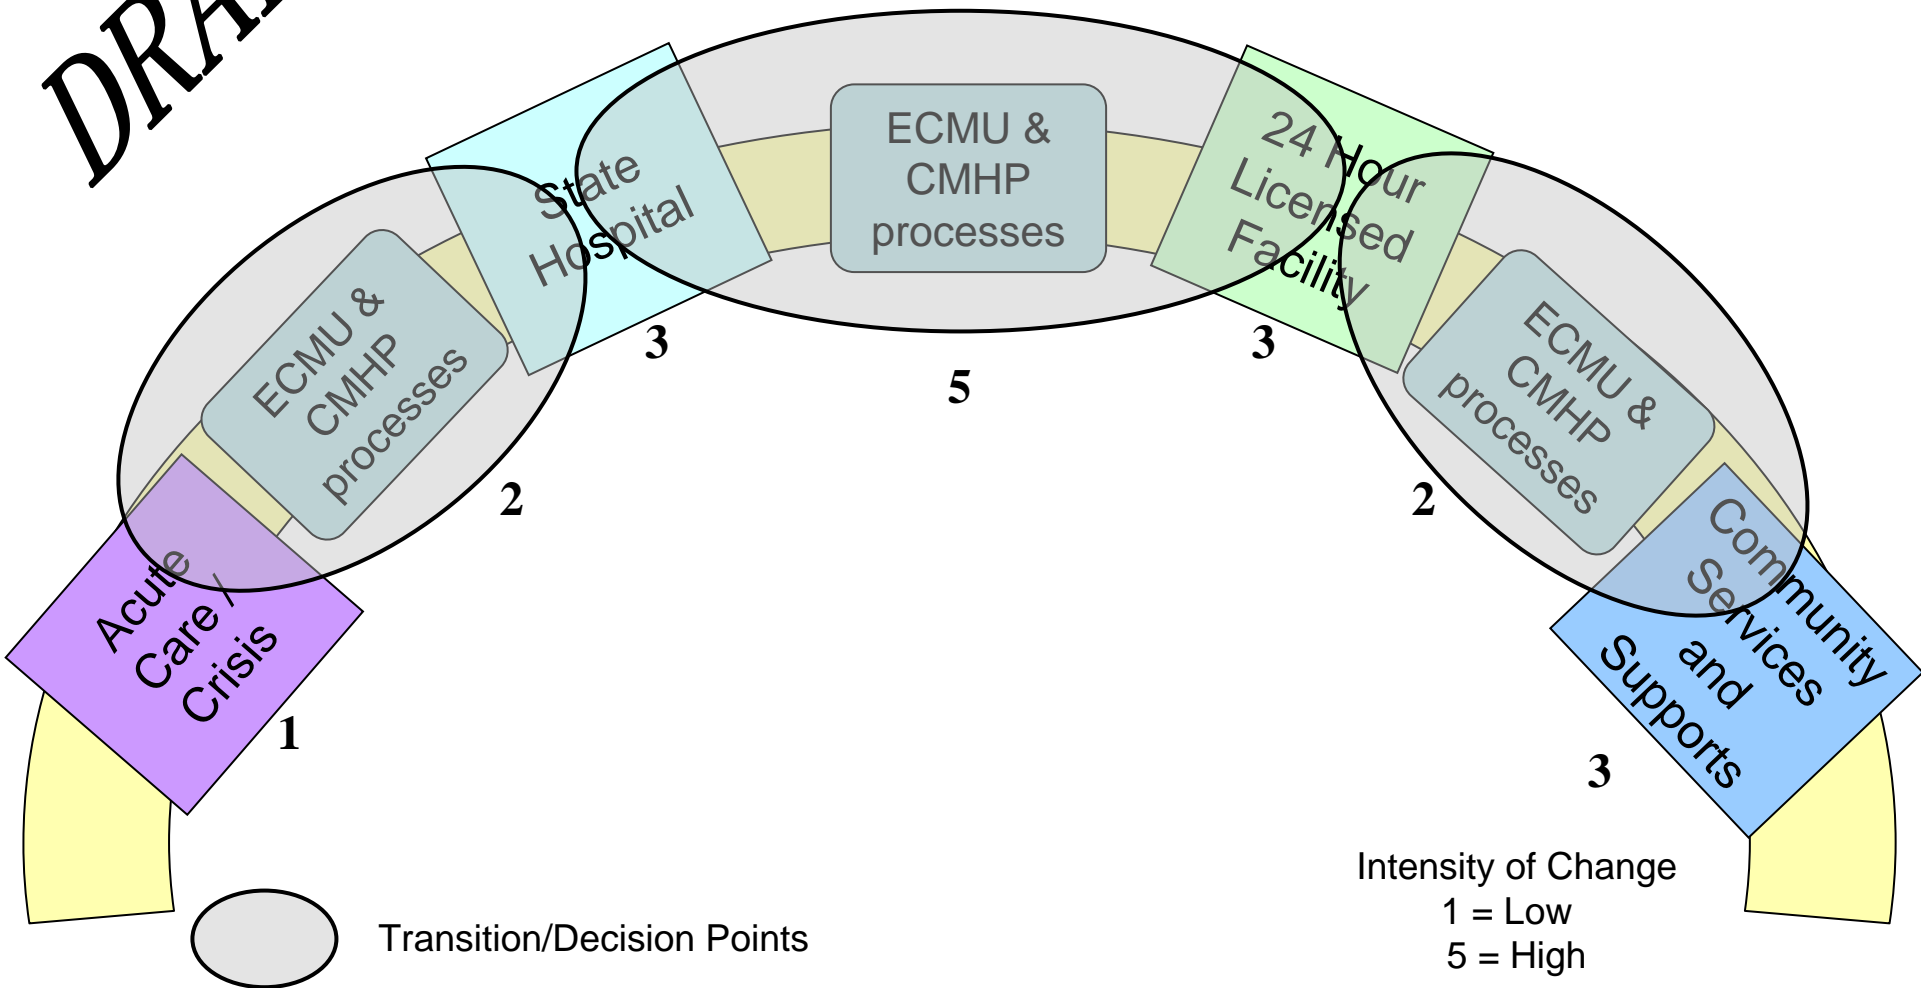 Acute
Care /
Crisis
1
ECMU &
CMHP
processes
2
State
Hospital
3
ECMU &
CMHP
processes
5
24 Hour
Licensed
Facility
3
ECMU &
CMHP
processes
2
Community
Services
and
Supports
3
Transition/Decision Points
Intensity of Change
1 = Low
5 = High